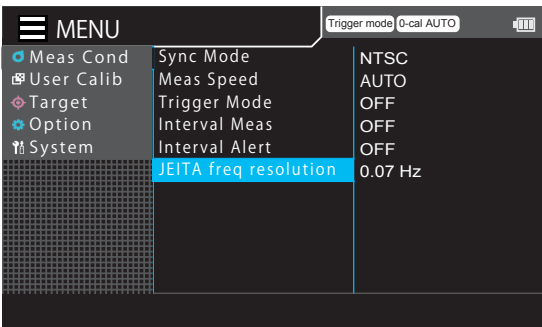 MENU
Trigger mode 0-cal AUTO
Meas Cond Sync Mode NTSC
User Calib Meas Speed AUTO
Target Trigger Mode OFF
Option Interval Meas OFF
System Interval Alert OFF
JEITA freq resolution 0.07 Hz